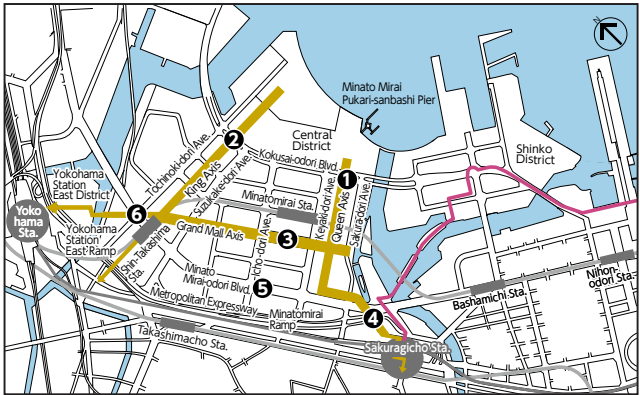 N
Minato Mirai
Pukari-sanbashi Pier
Central
District
Shinko
District
Kokusai-odori Blvd.
Tochinoki-dori Ave.
King Axis
Suzukake-dori Ave.
2
1
Yokohama
Station
East District
Minatomirai Sta.
Keyaki-dori Ave.
Queen Axis
Sakura-dori Ave.
6
Yoko
hama
Sta.
Yokohama
Station
East Ramp
Shin-Takashima
Sta.
Grand Mall Axis
3
icho-dori Ave.
Minato
Mirai-odori Blvd.
5
Metropolitan Expressway
Minatomirai
Ramp
4
Takashimacho Sta.
Sakuragicho Sta.
Bashamichi Sta.
Nihon-
odori Sta.